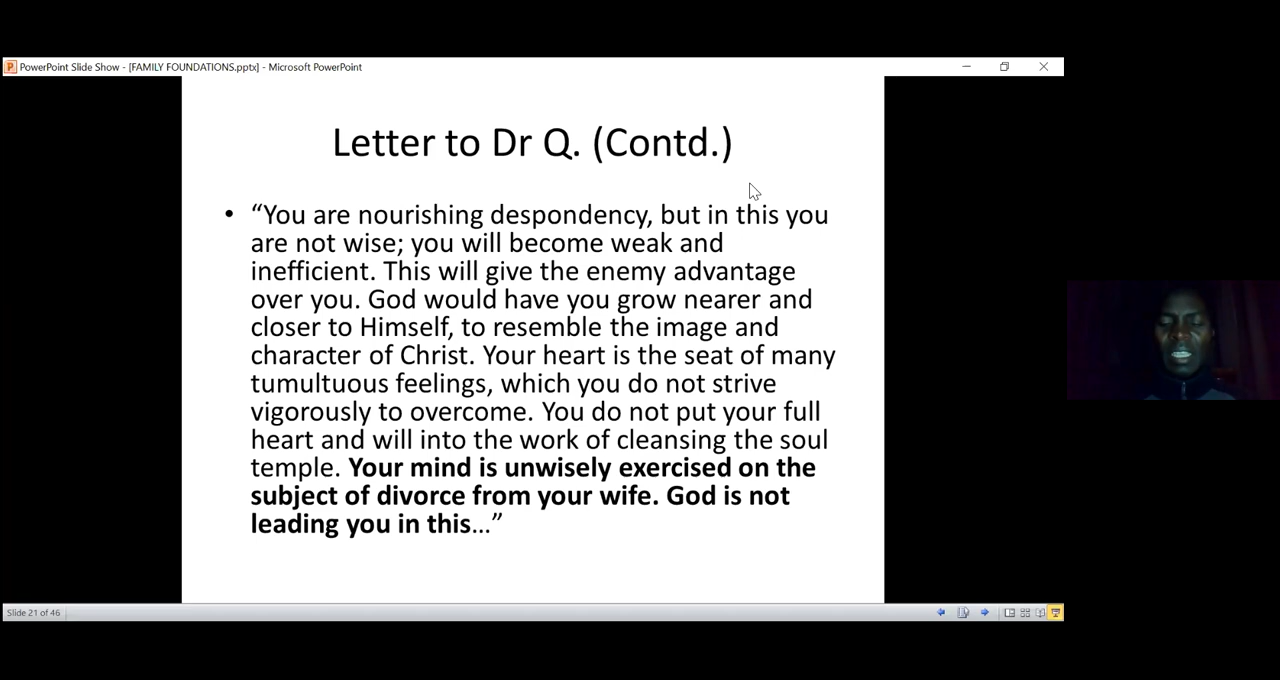 PowerPoint Slide Show - [FAMILY FOUNDATIONS.pptx] - Microsoft PowerPoint
Letter to Dr Q. (Contd.)
• “You are nourishing despondency, but in this you
are not wise; you will become weak and
inefficient. This will give the enemy advantage
over you. God would have you grow nearer and
closer to Himself, to resemble the image and
character of Christ. Your heart is the seat of many
tumultuous feelings, which you do not strive
vigorously to overcome. You do not put your full
heart and will into the work of cleansing the soul
temple. Your mind is unwisely exercised on the
subject of divorce from your wife. God is not
leading you in this…”
Slide 21 of 46